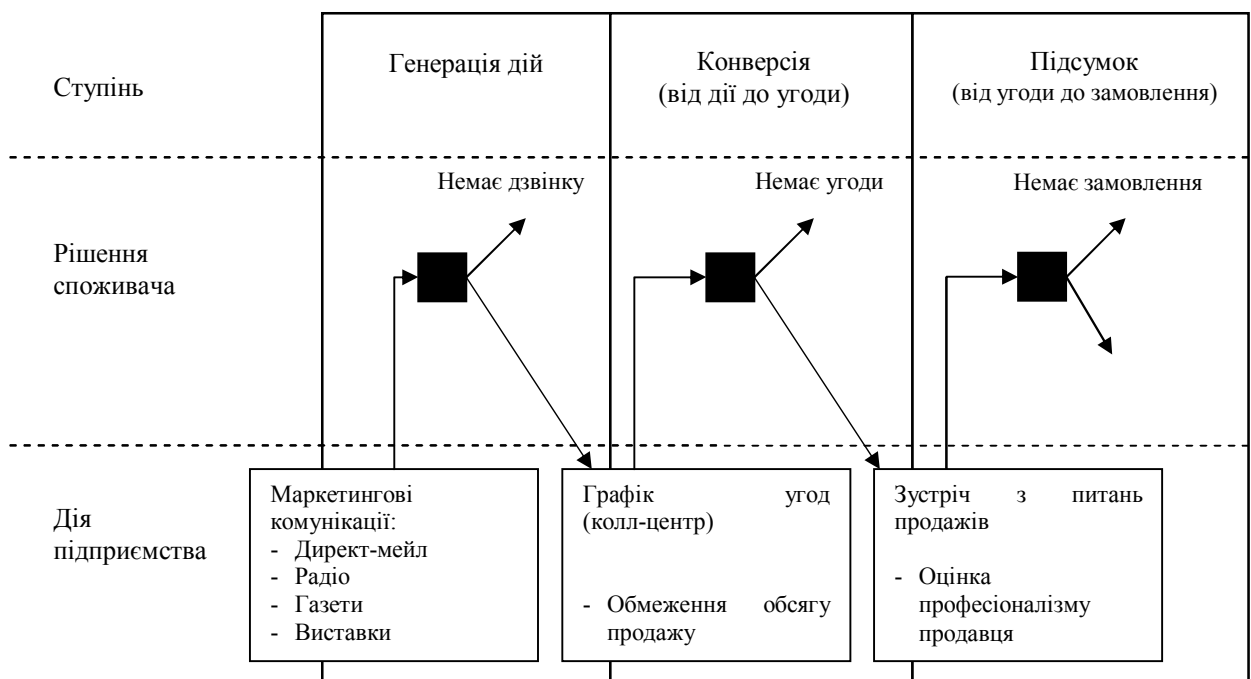 Ступінь
Генерація дій
Конверсія
(від дії до угоди)
Підсумок
(від угоди до замовлення)
Рішення
споживача
Немає дзвінку
Немає угоди
Немає замовлення
Дія
підприємства
Маркетингові
комунікації:
- Директ-мейл
- Радіо
- Газети
- Виставки
Графік угод
(колл-центр)
- Обмеження обсягу
продажу
Зустріч з питань
продажів
- Оцінка
професіоналізму
продавця